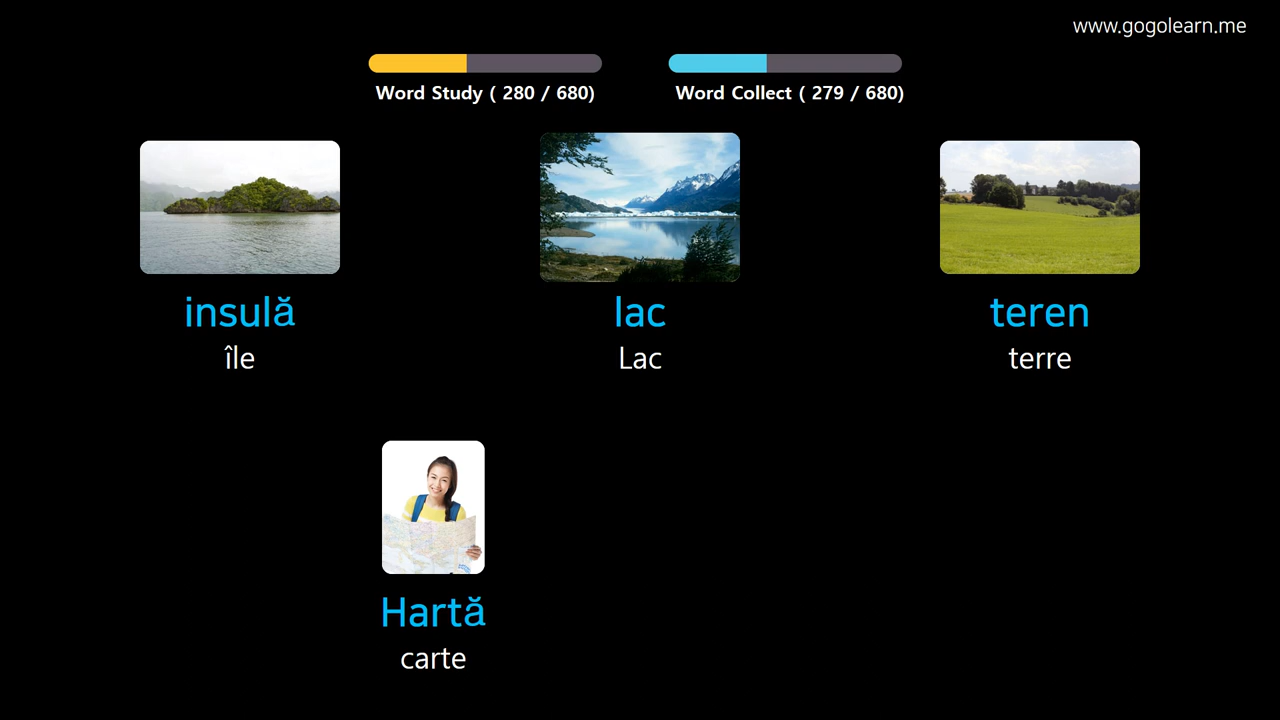 www.gogolearn.me
Word Study ( 280 / 680)
Word Collect ( 279 / 680)
insulă
lac
teren
île
Lac
terre
Hartă
carte